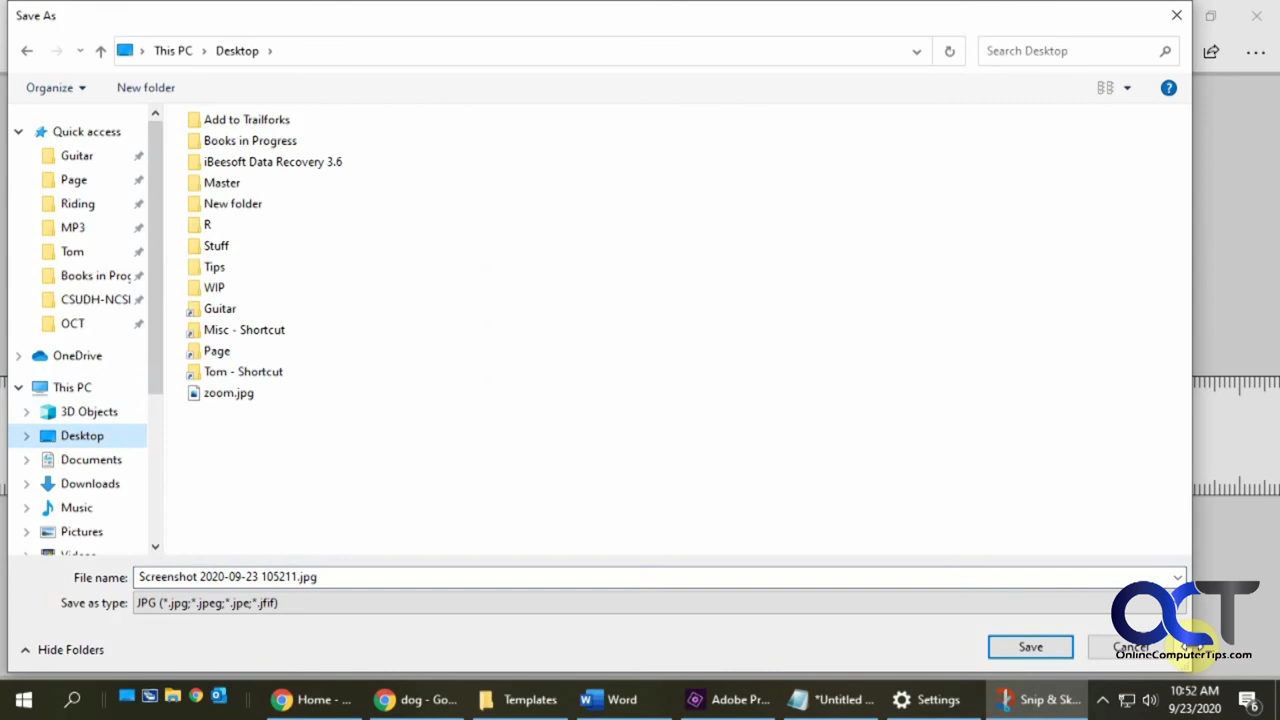 Save As
This PC > Desktop >
Search Desktop
Organize
New folder
Quick access
Guitar
Page
Riding
MP3
Tom
Books in Prog
CSUDH-NCSI
OCT
OneDrive
This PC
3D Objects
Desktop
Documents
Downloads
Music
Pictures
Add to Trailforks
Books in Progress
iBeesoft Data Recovery 3.6
Master
New folder
R
Stuff
Tips
WIP
Guitar
Misc - Shortcut
Page
Tom - Shortcut
zoom.jpg
File name: Screenshot 2020-09-23 105211.jpg
Save as type: JPG (*.jpg;*.jpeg;*.jpe;*.jfif)
Hide Folders
Save
Cancel
OCT
OnlineComputerTips.com
Home - ...
dog - Go...
Templates
Word
Adobe Pr...
*Untitled ...
Settings
Snip & Sk...
10:52 AM
9/23/2020
6